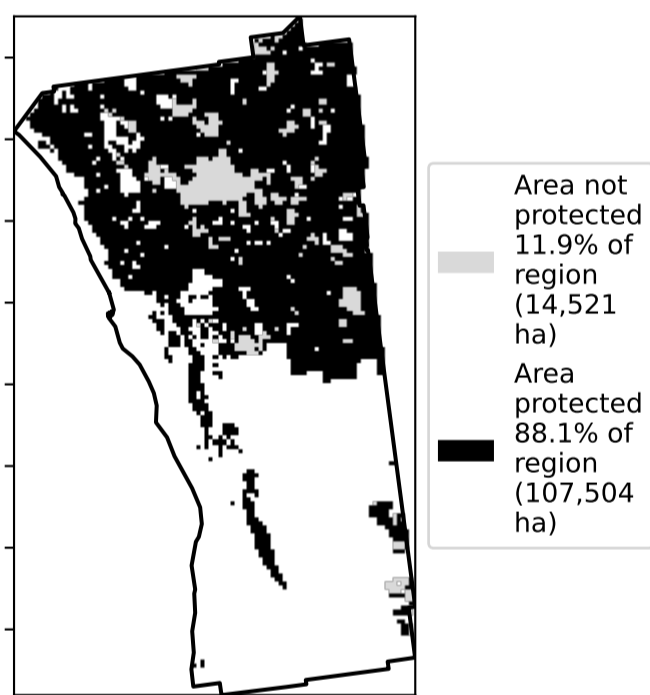 Area not
protected
11.9% of
region
(14,521
ha)
Area
protected
88.1% of
region
(107,504
ha)